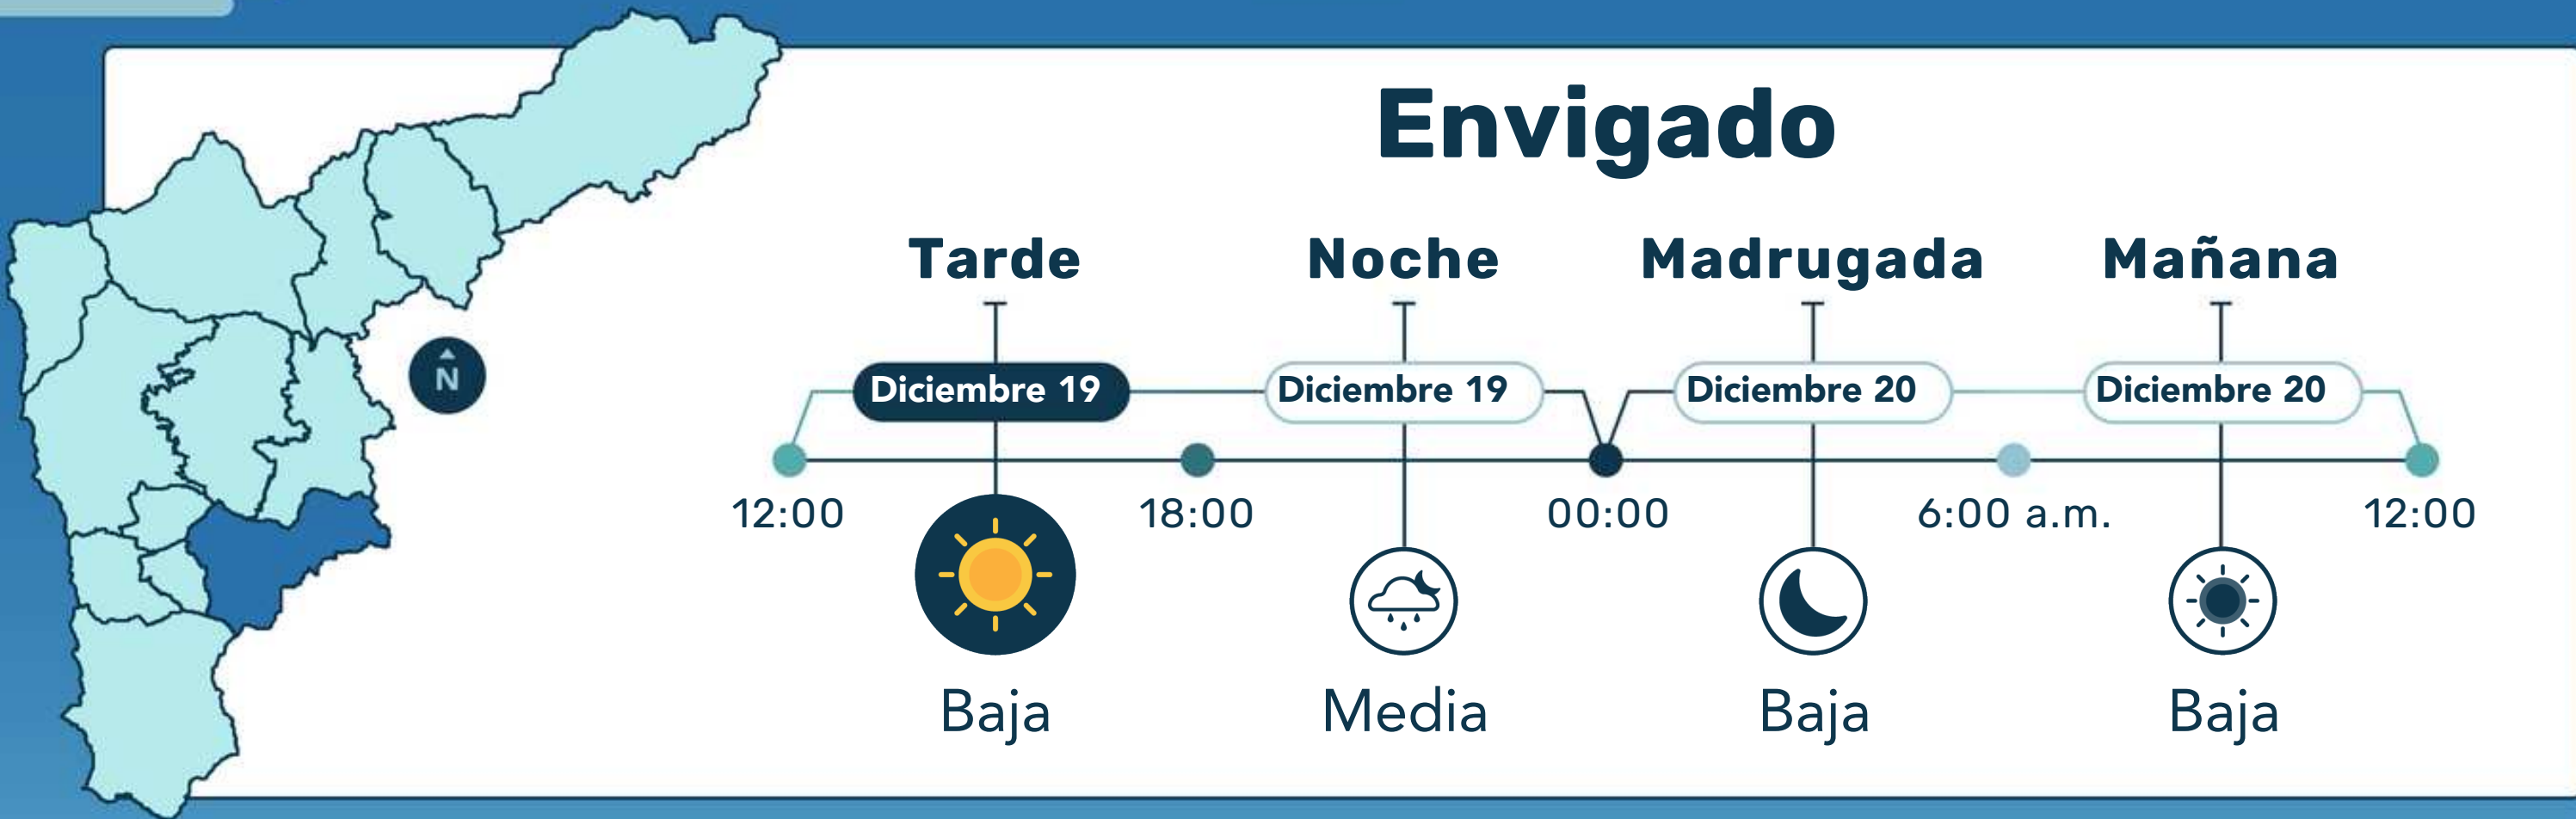 Envigado
Tarde Noche Madrugada Mañana
N
Diciembre 19 Diciembre 19 Diciembre 20 Diciembre 20
12:00 18:00 00:00 6:00 a.m. 12:00
Baja Media Baja Baja